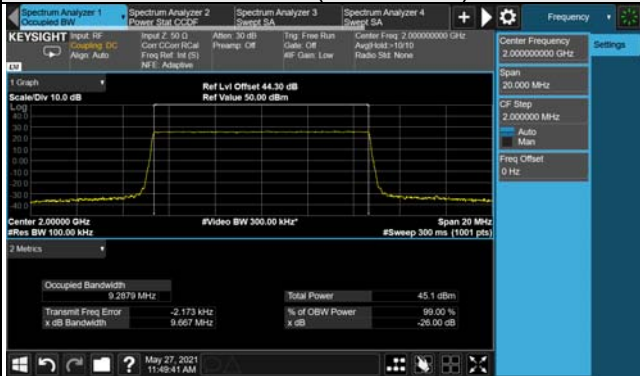 Spectrum Analyzer 1
Occupied BW
Spectrum Analyzer 2
Power Stat CCDF
Spectrum Analyzer 3
Swept SA
Spectrum Analyzer 4
Swept SA
+
Frequency
KEYSIGHT
Input: RF
Coupling: DC
Align: Auto
Input Z: 50 Ω
Corr CCorr RCal
Freq Ref: Int (S)
NFE: Adaptive
Atten: 30 dB
Preamp: Off
Trig: Free Run
Gate: Off
#IF Gain: Low
Center Freq: 2.000000000 GHz
Avg|Hold:>10/10
Radio Std: None
LXI
1 Graph
Scale/Div 10.0 dB
Ref Lvl Offset 44.30 dB
Ref Value 50.00 dBm
Log
40.0
30.0
20.0
10.0
0.00
-10.0
-20.0
-30.0
-40.0
Center 2.00000 GHz
#Res BW 100.00 kHz
#Video BW 300.00 kHz*
Span 20 MHz
#Sweep 300 ms (1001 pts)
2 Metrics
Occupied Bandwidth
9.2879 MHz
Total Power 45.1 dBm
Transmit Freq Error -2.173 kHz
% of OBW Power 99.00 %
x dB Bandwidth 9.667 MHz
x dB -26.00 dB
Center Frequency
2.000000000 GHz
Settings
Span
20.000 MHz
CF Step
2.000000 MHz
Auto
Man
Freq Offset
0 Hz
?
May 27, 2021
11:49:41 AM